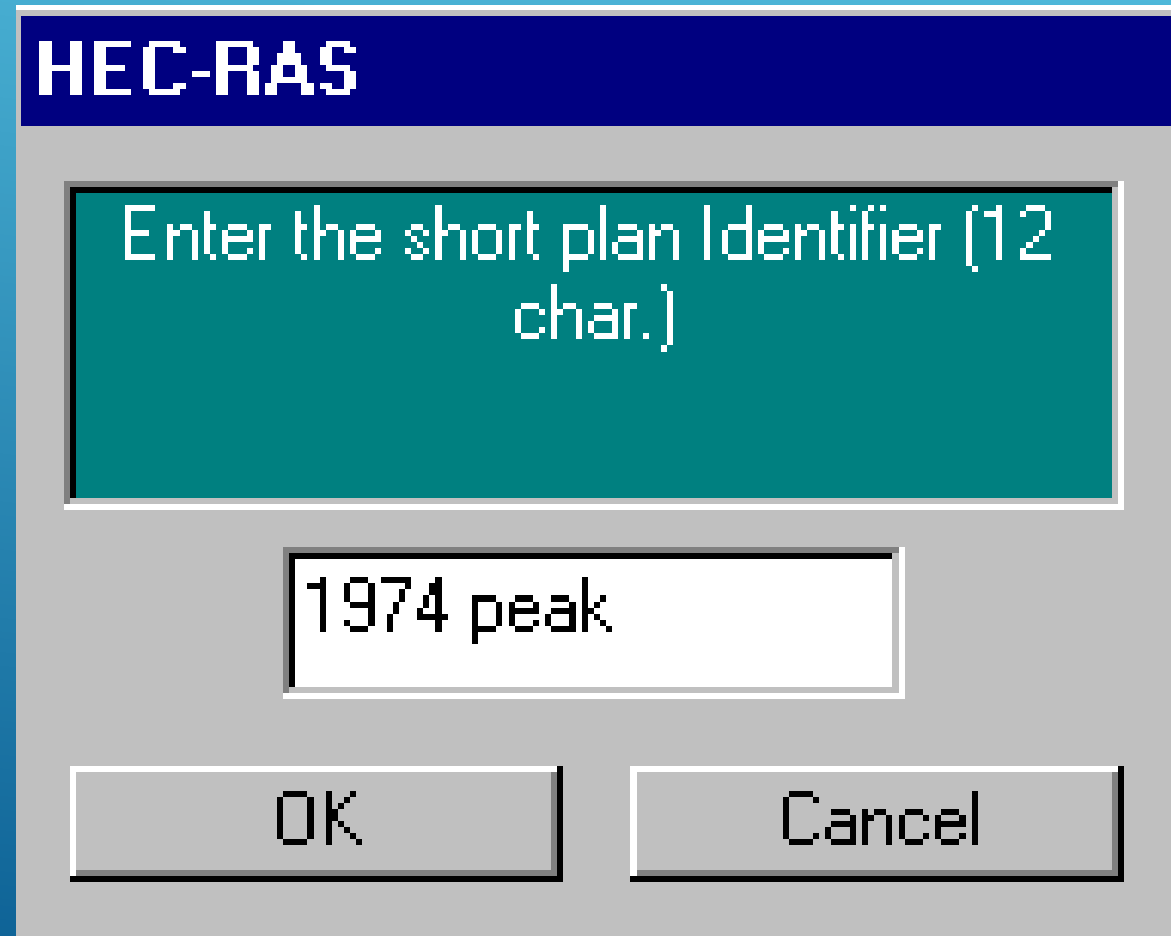 HEC-RAS
Enter the short plan Identifier (12
char.)
1974 peak
OK
Cancel